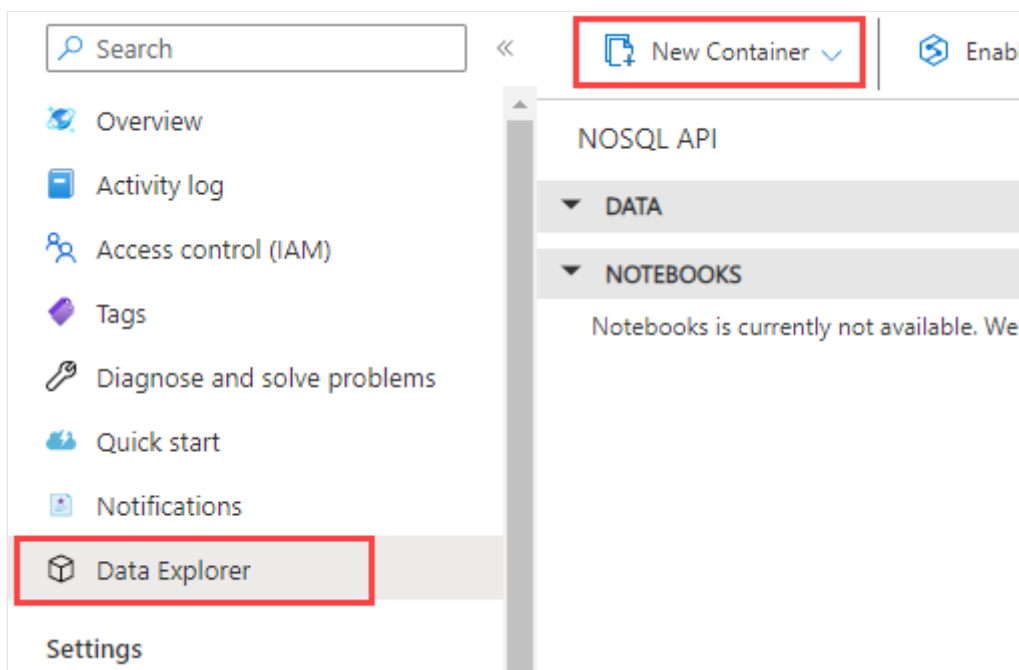 Search
Overview
Activity log
Access control (IAM)
Tags
Diagnose and solve problems
Quick start
Notifications
Data Explorer
Settings
New Container
Enabl
NOSQL API
DATA
NOTEBOOKS
Notebooks is currently not available. We